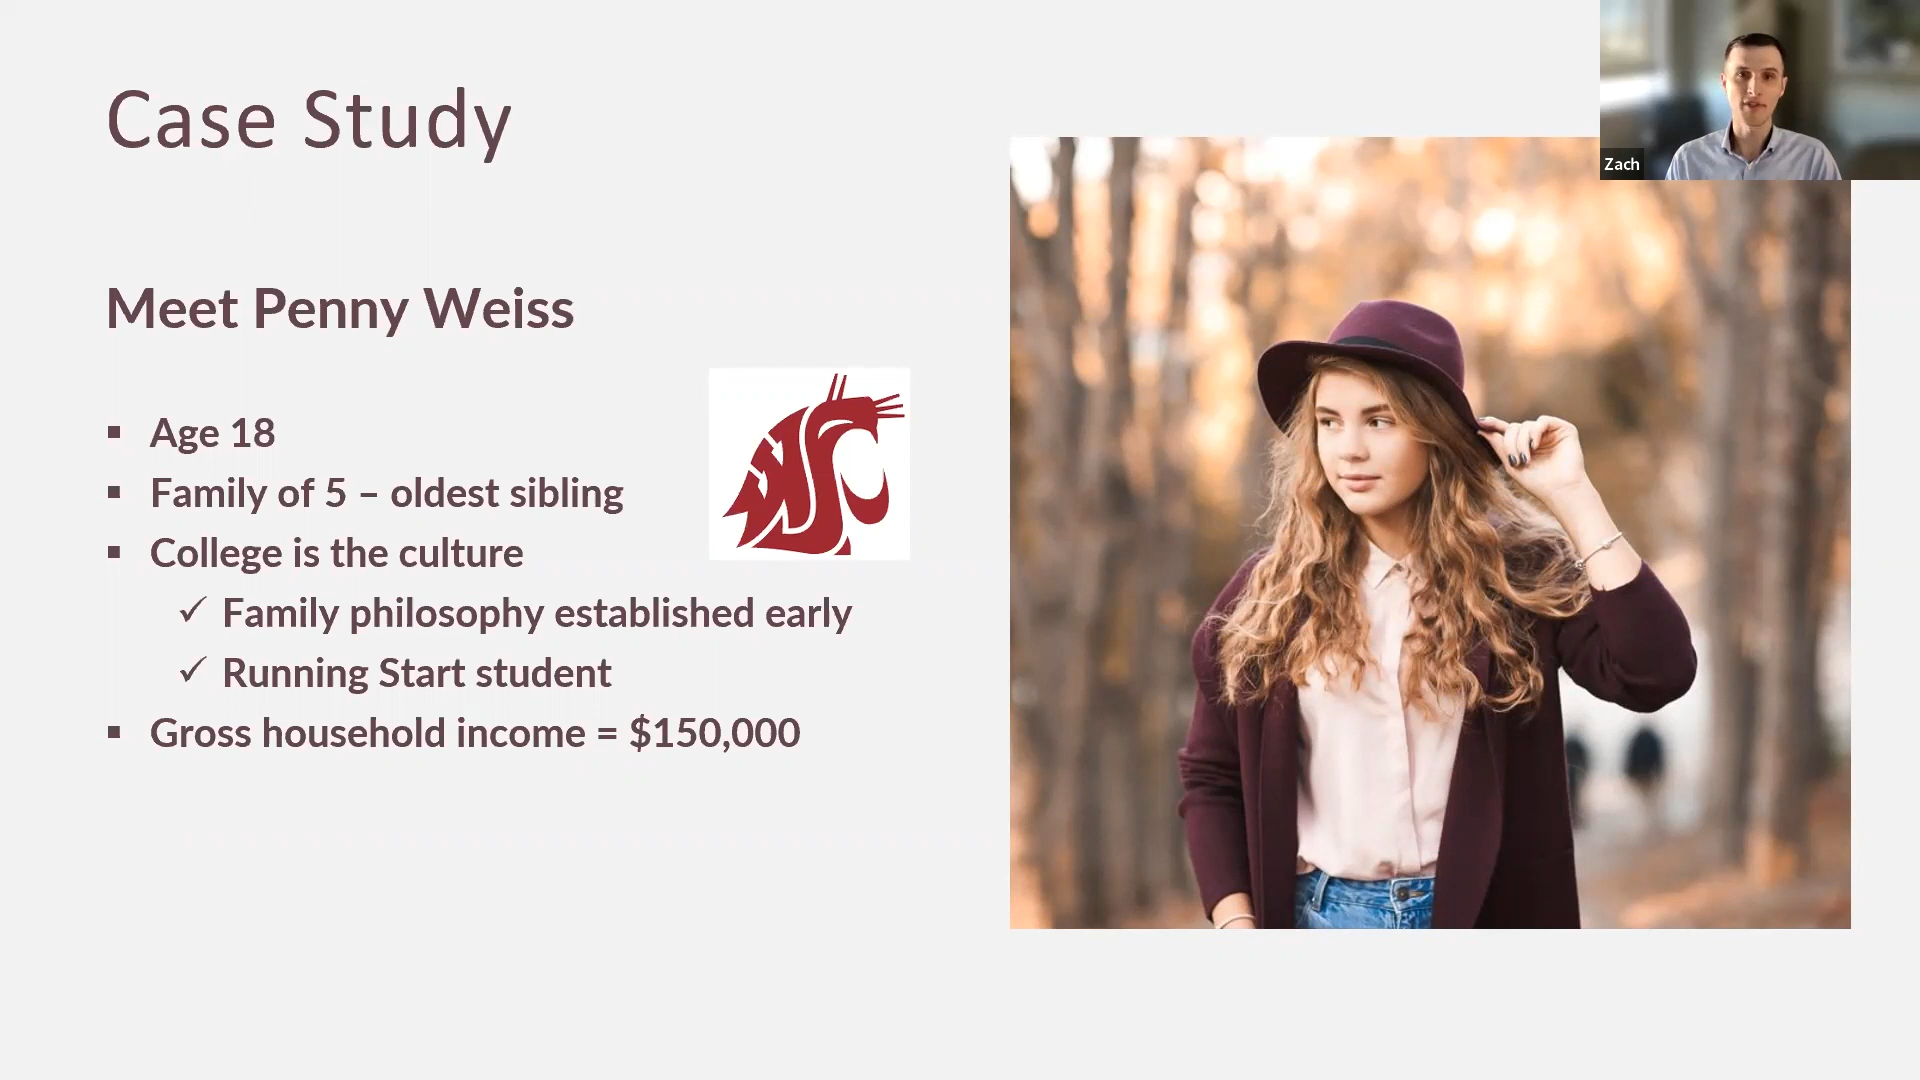 Case Study
Zach
Meet Penny Weiss
Age 18
Family of 5 – oldest sibling
College is the culture
Family philosophy established early
Running Start student
Gross household income = $150,000
WSC